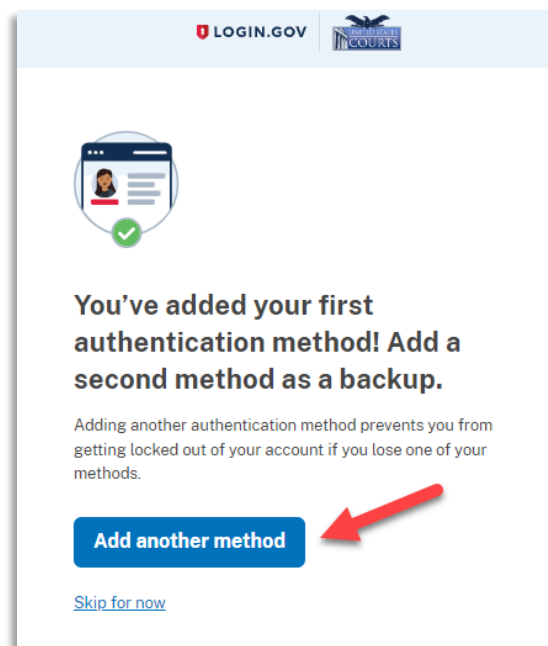 LOGIN.GOV
UNITED STATES
COURTS
You’ve added your first
authentication method! Add a
second method as a backup.
Adding another authentication method prevents you from
getting locked out of your account if you lose one of your
methods.
Add another method
Skip for now